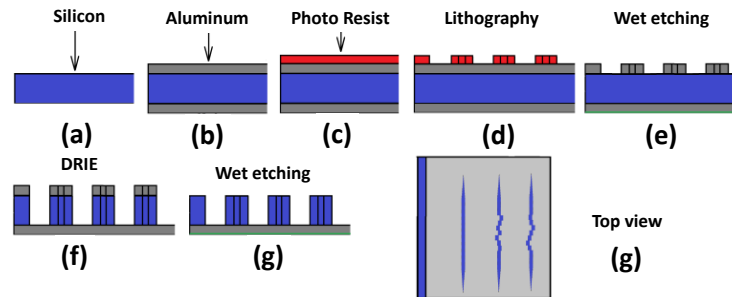 Silicon
Aluminum
Photo Resist
Lithography
Wet etching
(a)
(b)
(c)
(d)
(e)
DRIE
Wet etching
Top view
(f)
(g)
(g)